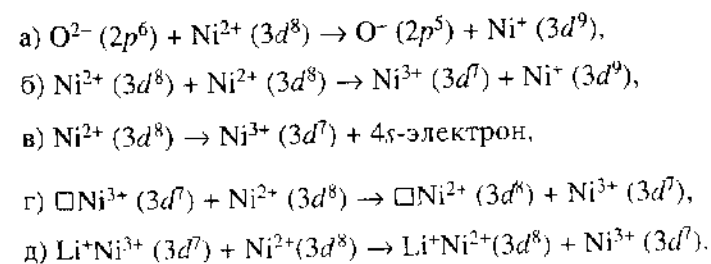 а) O²⁻ (2p⁶) + Ni²⁺ (3d⁸) → O⁻ (2p⁵) + Ni⁺ (3d⁹),
б) Ni²⁺ (3d⁸) + Ni²⁺ (3d⁸) → Ni³⁺ (3d⁷) + Ni⁺ (3d⁹),
в) Ni²⁺ (3d⁸) → Ni³⁺ (3d⁷) + 4s-электрон,
г) □Ni³⁺ (3d⁷) + Ni²⁺ (3d⁸) → □Ni²⁺ (3d⁸) + Ni³⁺ (3d⁷),
д) Li⁺Ni³⁺ (3d⁷) + Ni²⁺(3d⁸) → Li⁺Ni²⁺(3d⁸) + Ni³⁺ (3d⁷).